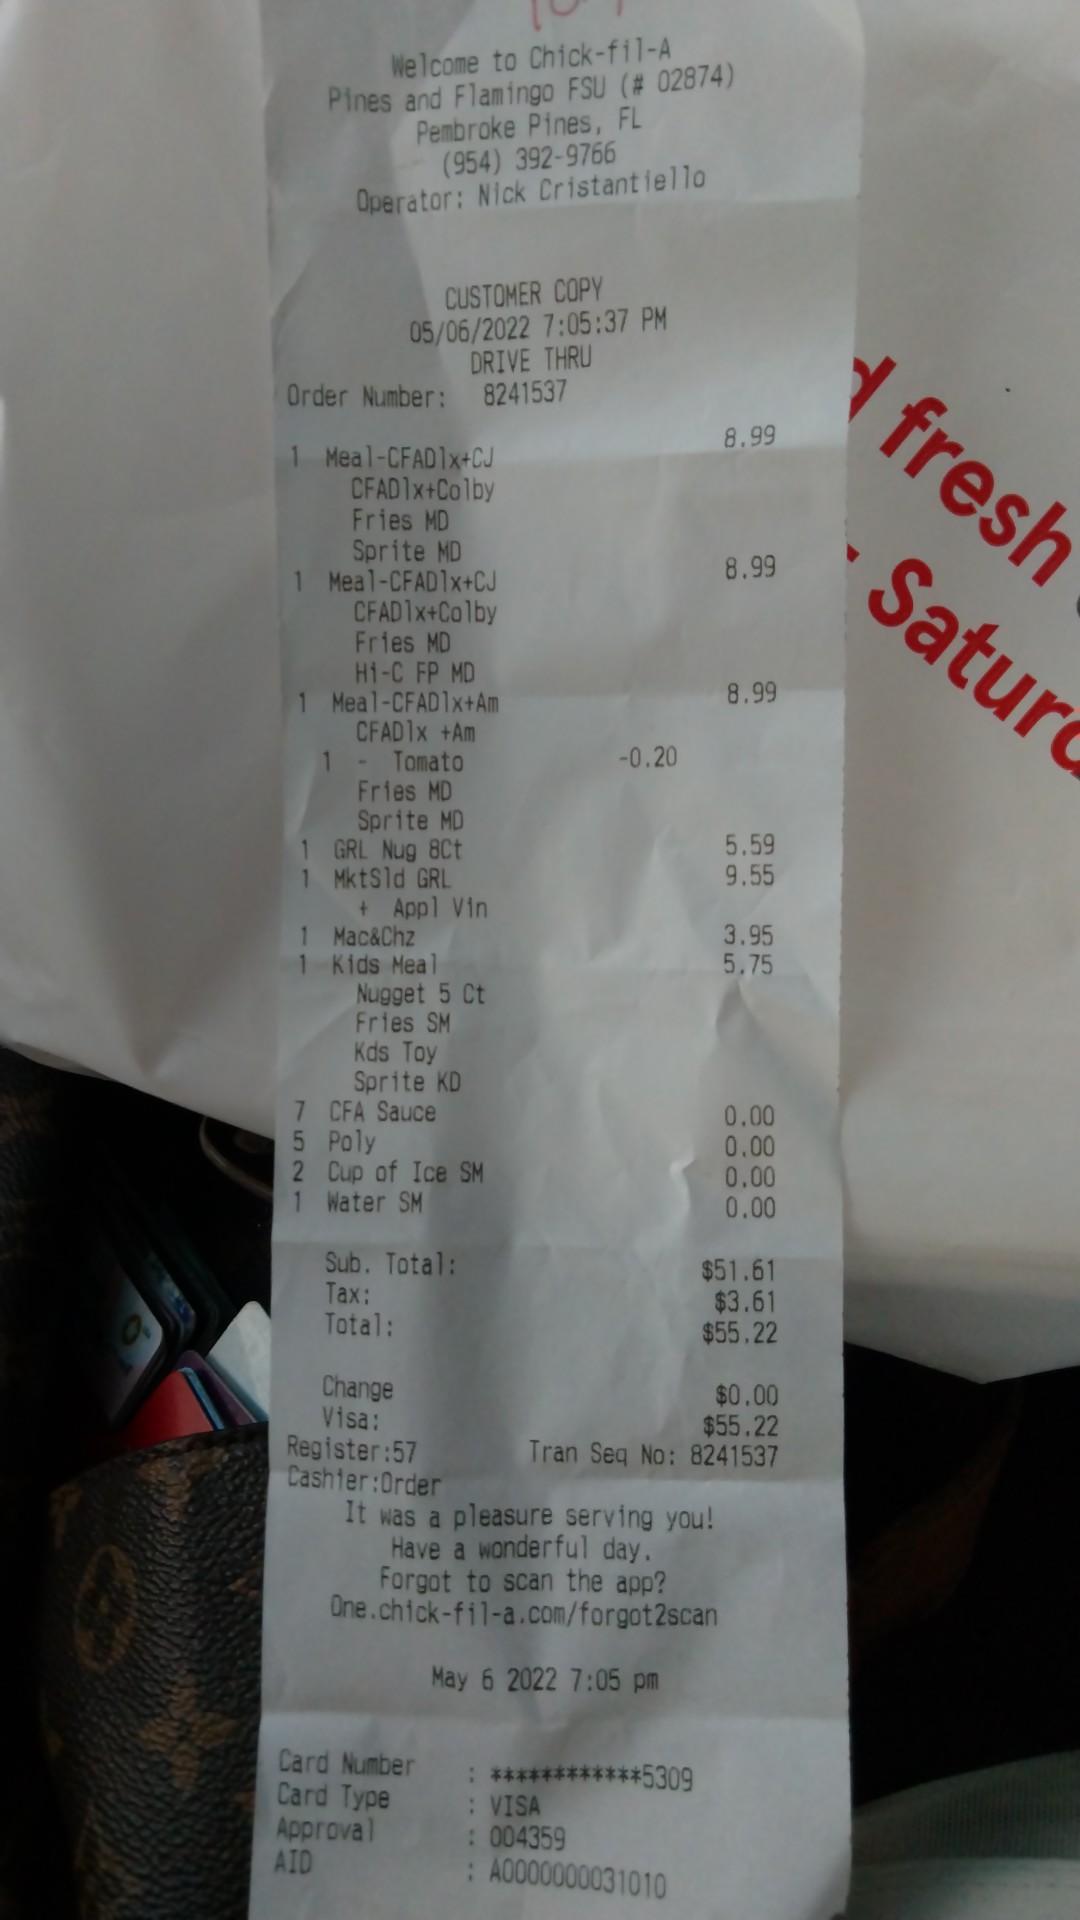 Welcome to Chick-fil-A
Pines and Flamingo FSU (# 02874)
Pembroke Pines, FL
(954) 392-9766
Operator: Nick Cristantiello
CUSTOMER COPY
05/06/2022 7:05:37 PM
DRIVE THRU
Order Number: 8241537
1 Meal-CFADlx+CJ 8.99
CFADlx+Colby
Fries MD
Sprite MD
1 Meal-CFADlx+CJ 8.99
CFADlx+Colby
Fries MD
Hi-C FP MD
1 Meal-CFADlx+Am 8.99
CFADlx +Am
1 - Tomato -0.20
Fries MD
Sprite MD
1 GRL Nug 8Ct 5.59
1 MktSld GRL 9.55
+ Appl Vin
1 Mac&Chz 3.95
1 Kids Meal 5.75
Nugget 5 Ct
Fries SM
Kds Toy
Sprite KD
7 CFA Sauce 0.00
5 Poly 0.00
2 Cup of Ice SM 0.00
1 Water SM 0.00
Sub. Total: $51.61
Tax: $3.61
Total: $55.22
Change $0.00
Visa: $55.22
Register:57 Tran Seq No: 8241537
Cashier:Order
It was a pleasure serving you!
Have a wonderful day.
Forgot to scan the app?
One.chick-fil-a.com/forgot2scan
May 6 2022 7:05 pm
Card Number : ************5309
Card Type : VISA
Approval : 004359
AID : A0000000031010
fresh